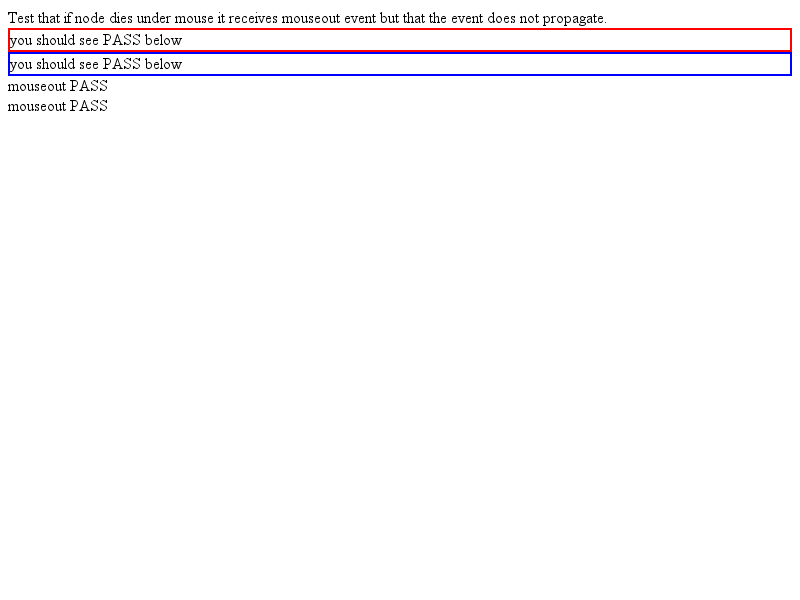 Test that if node dies under mouse it receives mouseout event but that the event does not propagate.
you should see PASS below
you should see PASS below
mouseout PASS
mouseout PASS